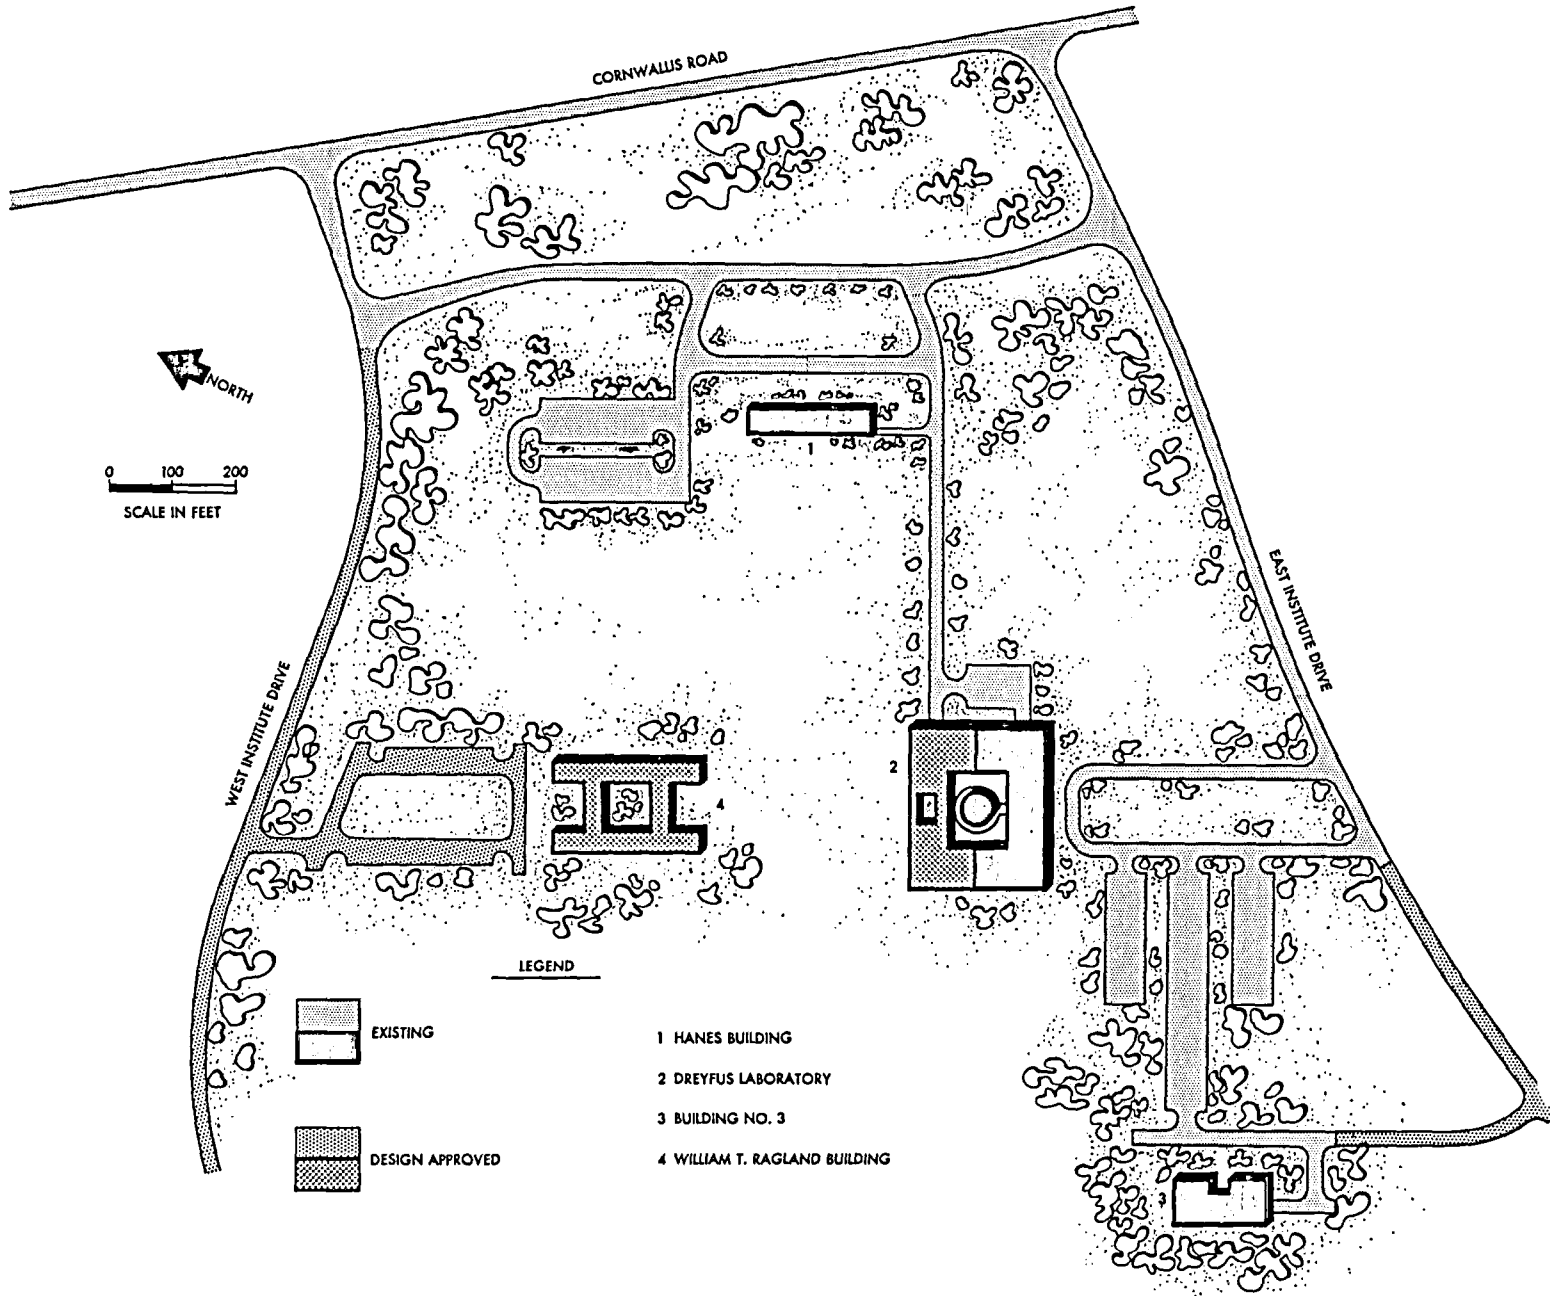 CORNWALLIS ROAD
NORTH
0 100 200
SCALE IN FEET
1
EAST INSTITUTE DRIVE
WEST INSTITUTE DRIVE
2
4
LEGEND
EXISTING
DESIGN APPROVED
1 HANES BUILDING
2 DREYFUS LABORATORY
3 BUILDING NO. 3
4 WILLIAM T. RAGLAND BUILDING
3